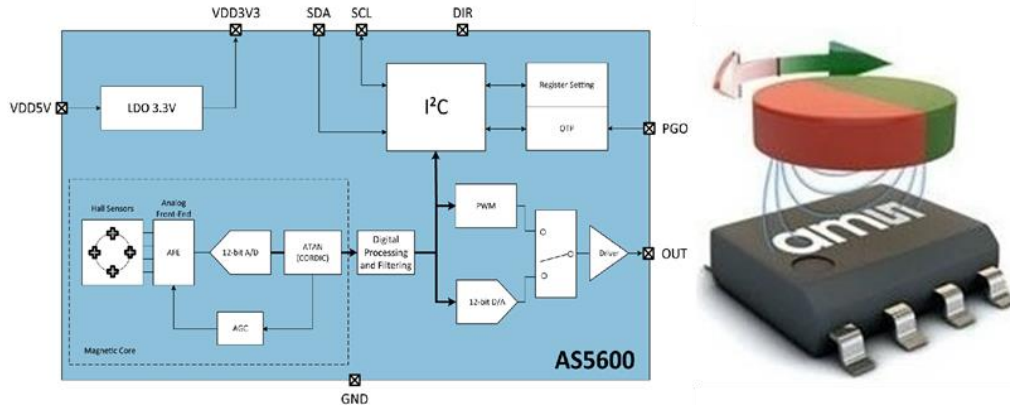 VDD3V3
SDA
SCL
DIR
VDD5V
LDO 3.3V
I²C
Register Setting
OTP
PGO
Hall Sensors
Analog
Front-End
AFE
12-bit A/D
ATAN
(CORDIC)
Digital
Processing
and Filtering
PWM
12-bit D/A
Driver
OUT
AGC
Magnetic Core
AS5600
GND